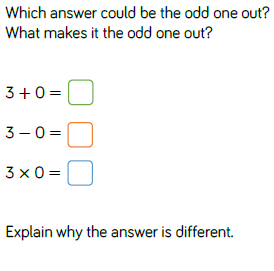 Which answer could be the odd one out?
What makes it the odd one out?
3 + 0 =
3 − 0 =
3 × 0 =
Explain why the answer is different.